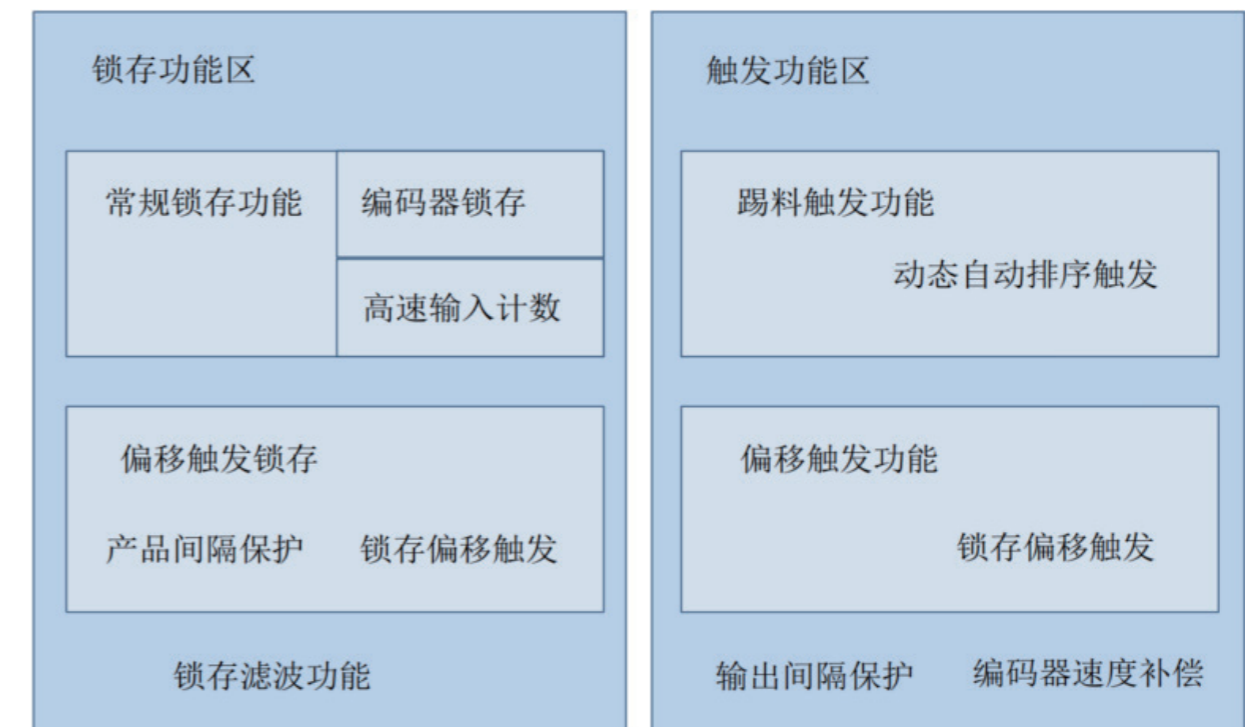 锁存功能区
常规锁存功能
编码器锁存
高速输入计数
偏移触发锁存
产品间隔保护 锁存偏移触发
锁存滤波功能
触发功能区
踢料触发功能
动态自动排序触发
偏移触发功能
锁存偏移触发
输出间隔保护 编码器速度补偿